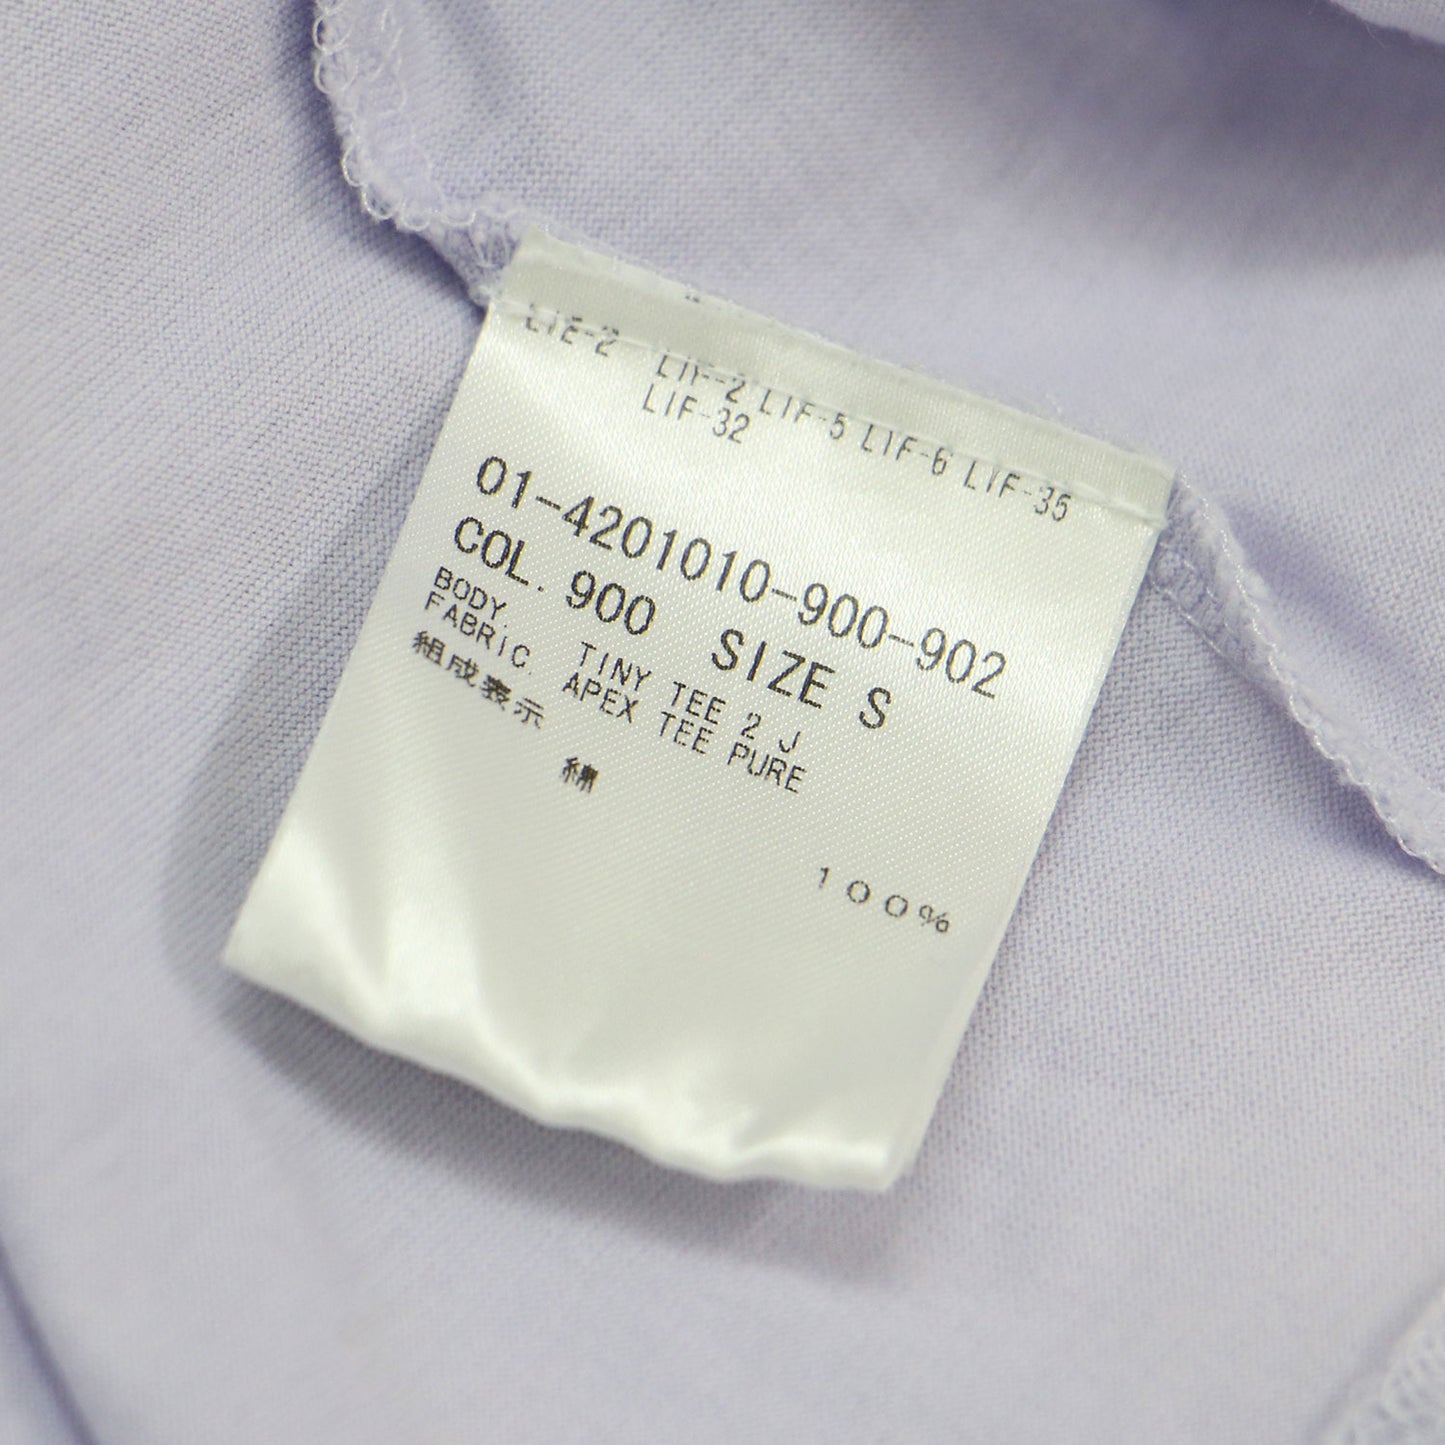 LIF-2 LIF-2 LIF-5 LIF-6 LIF-35
LIF-32
01-4201010-900-902
COL. 900 SIZE S
BODY. TINY TEE 2 J
FABRIC. APEX TEE PURE
組成表示
綿 100%